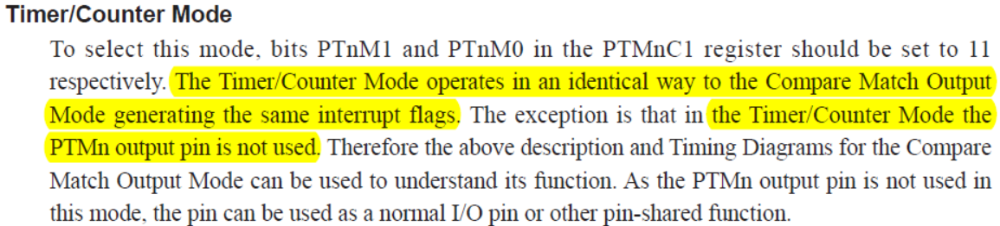 Timer/Counter Mode
To select this mode, bits PTnM1 and PTnM0 in the PTMnC1 register should be set to 11
respectively. The Timer/Counter Mode operates in an identical way to the Compare Match Output
Mode generating the same interrupt flags. The exception is that in the Timer/Counter Mode the
PTMn output pin is not used. Therefore the above description and Timing Diagrams for the Compare
Match Output Mode can be used to understand its function. As the PTMn output pin is not used in
this mode, the pin can be used as a normal I/O pin or other pin-shared function.